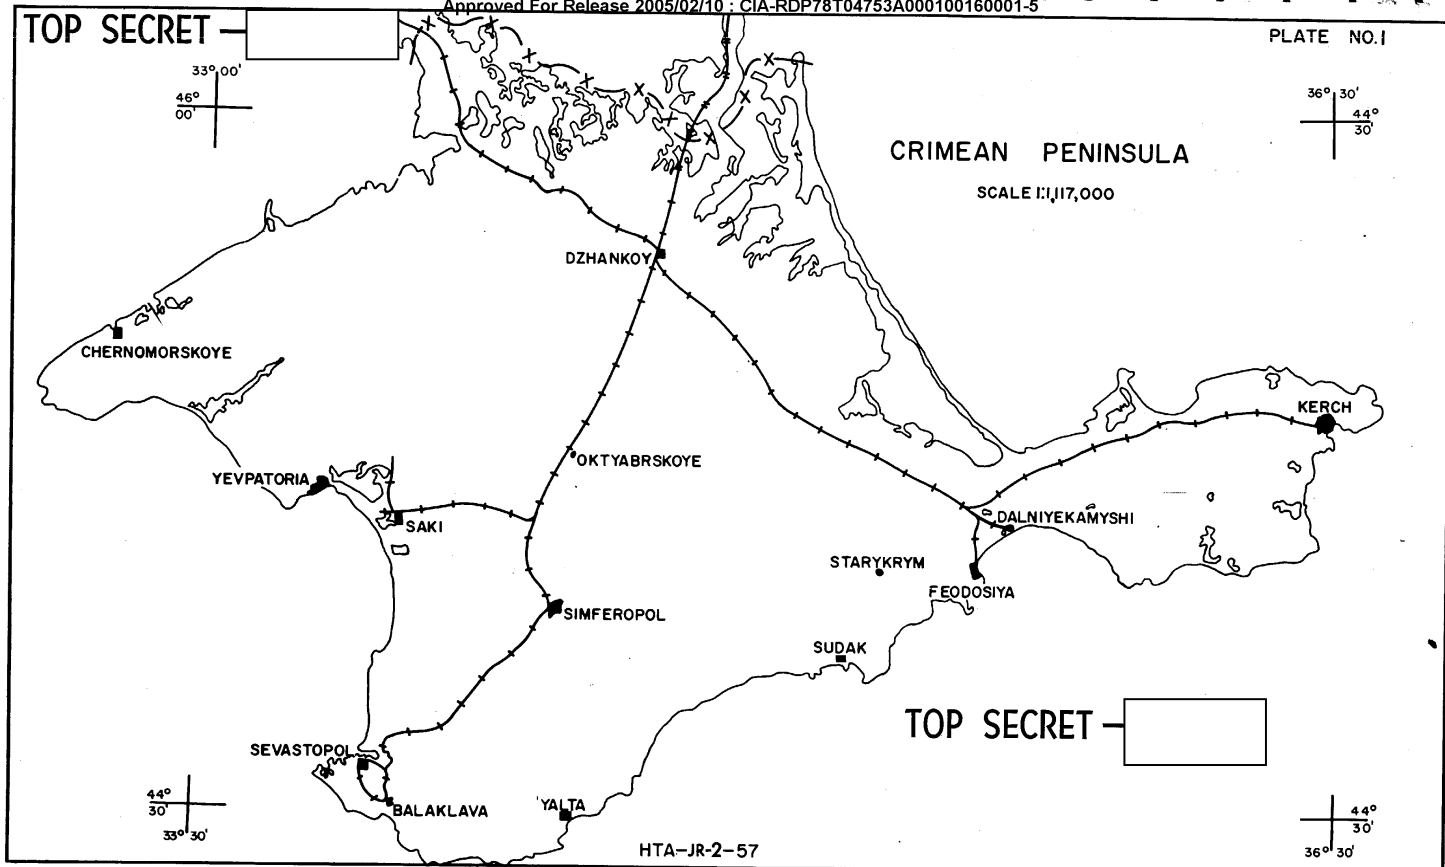 Approved For Release 2005/02/10 : CIA-RDP78T04753A000100160001-5
TOP SECRET
PLATE NO.1
33° 00'
46°
00'
36° 30'
44°
30'
CRIMEAN PENINSULA
SCALE 1:1,117,000
DZHANKOY
CHERNOMORSKOYE
KERCH
OKTYABRSKOYE
YEVPATORIA
SAKI
DALNIYEKAMYSHI
STARYKRYM
FEODOSIYA
SIMFEROPOL
SUDAK
TOP SECRET
SEVASTOPOL
BALAKLAVA
YALTA
44°
30'
33° 30'
44°
30'
36° 30'
HTA-JR-2-57